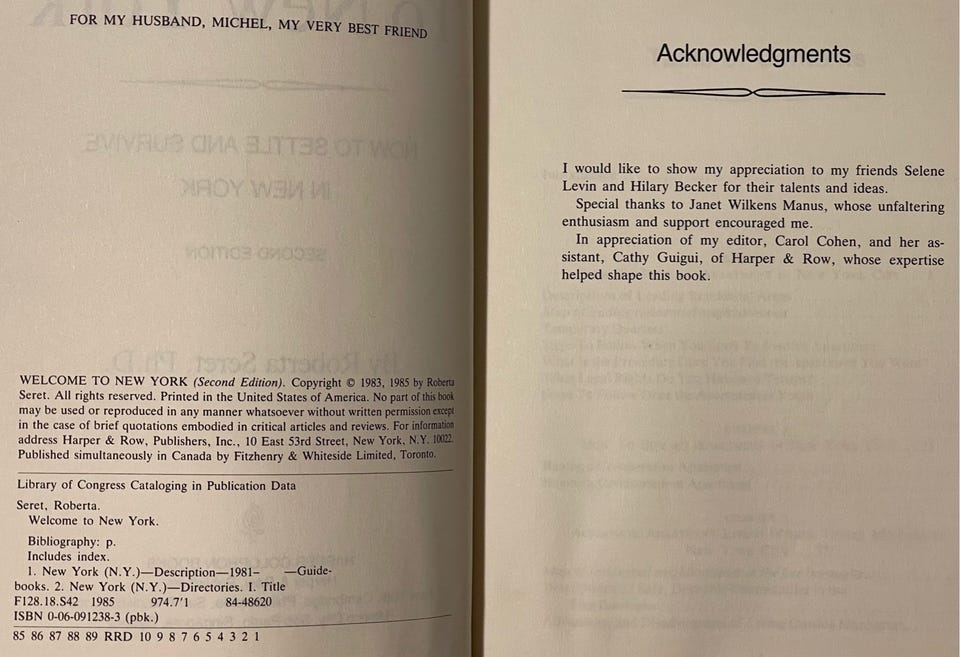 FOR MY HUSBAND, MICHEL, MY VERY BEST FRIEND
WELCOME TO NEW YORK (Second Edition). Copyright © 1983, 1985 by Roberta
Seret. All rights reserved. Printed in the United States of America. No part of this book
may be used or reproduced in any manner whatsoever without written permission except
in the case of brief quotations embodied in critical articles and reviews. For information
address Harper & Row, Publishers, Inc., 10 East 53rd Street, New York, N.Y. 10022.
Published simultaneously in Canada by Fitzhenry & Whiteside Limited, Toronto.
Library of Congress Cataloging in Publication Data
Seret, Roberta.
Welcome to New York.
Bibliography: p.
Includes index.
1. New York (N.Y.)—Description—1981– —Guide-
books. 2. New York (N.Y.)—Directories. I. Title
F128.18.S42 1985 974.7'1 84-48620
ISBN 0-06-091238-3 (pbk.)
85 86 87 88 89 RRD 10 9 8 7 6 5 4 3 2 1
Acknowledgments
I would like to show my appreciation to my friends Selene
Levin and Hilary Becker for their talents and ideas.
Special thanks to Janet Wilkens Manus, whose unfaltering
enthusiasm and support encouraged me.
In appreciation of my editor, Carol Cohen, and her as-
sistant, Cathy Guigui, of Harper & Row, whose expertise
helped shape this book.